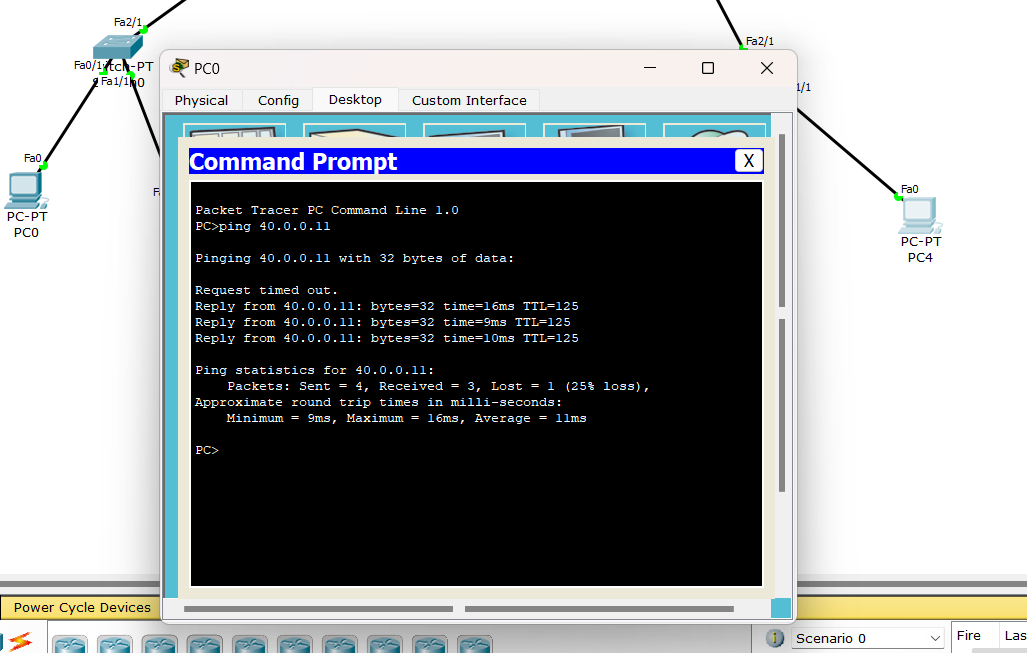 Fa2/1
Fa2/1
PC0
Fa0/1
tch-PT
Fa1/1
Physical
Config
Desktop
Custom Interface
Command Prompt
X
Packet Tracer PC Command Line 1.0
PC>ping 40.0.0.11
Pinging 40.0.0.11 with 32 bytes of data:
Request timed out.
Reply from 40.0.0.11: bytes=32 time=16ms TTL=125
Reply from 40.0.0.11: bytes=32 time=9ms TTL=125
Reply from 40.0.0.11: bytes=32 time=10ms TTL=125
Ping statistics for 40.0.0.11:
Packets: Sent = 4, Received = 3, Lost = 1 (25% loss),
Approximate round trip times in milli-seconds:
Minimum = 9ms, Maximum = 16ms, Average = 11ms
PC>
Fa0
PC-PT
PC0
Fa0
PC-PT
PC4
Power Cycle Devices
Scenario 0
Fire
Las